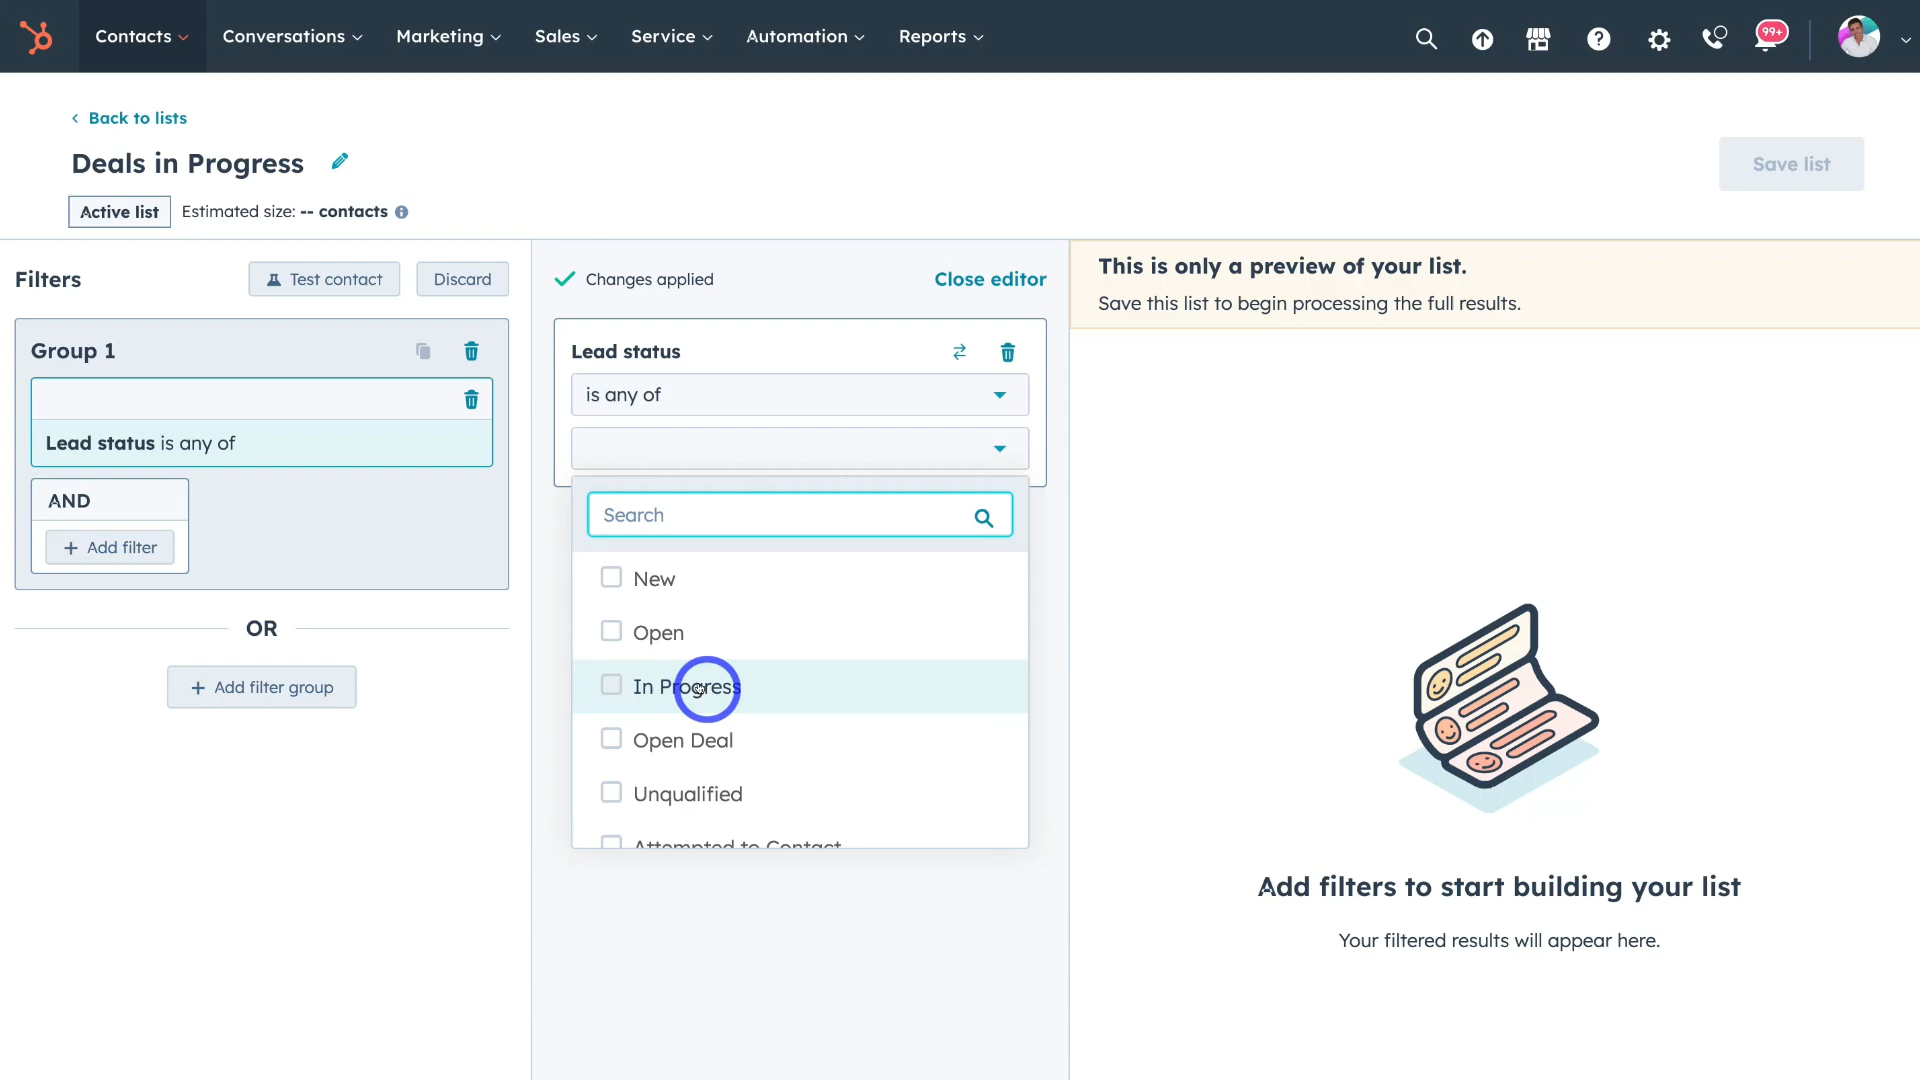 Contacts
Conversations
Marketing
Sales
Service
Automation
Reports
99+
Back to lists
Deals in Progress
Save list
Active list
Estimated size: -- contacts
Filters
Test contact
Discard
Changes applied
Close editor
This is only a preview of your list.
Save this list to begin processing the full results.
Group 1
Lead status is any of
AND
+ Add filter
OR
+ Add filter group
Lead status
is any of
Search
New
Open
In Progress
Open Deal
Unqualified
Attempted to Contact
Add filters to start building your list
Your filtered results will appear here.